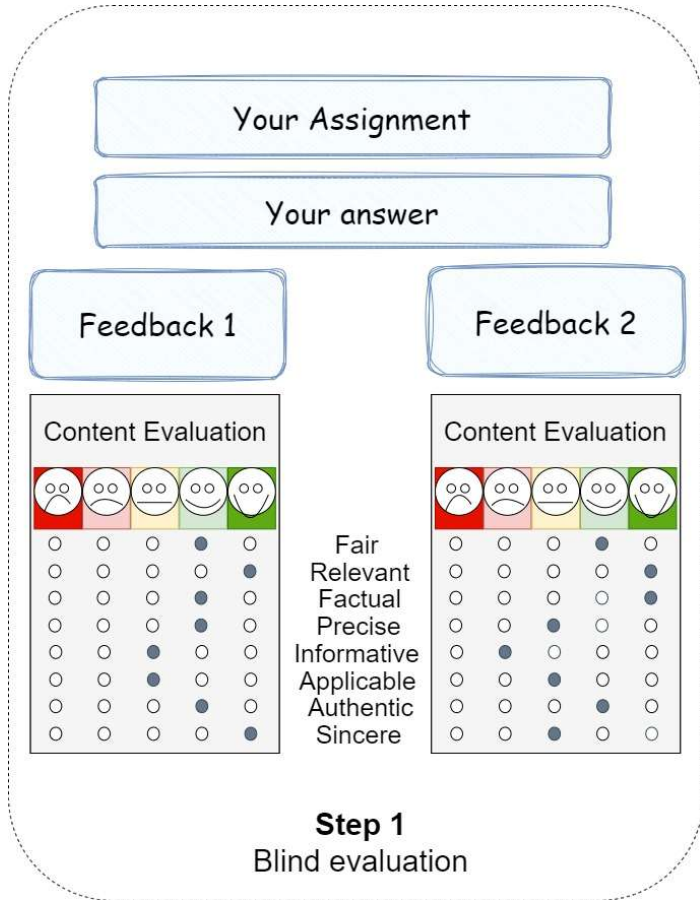 Your Assignment
Your answer
Feedback 1
Feedback 2
Content Evaluation
Content Evaluation
Fair
Relevant
Factual
Precise
Informative
Applicable
Authentic
Sincere
Step 1
Blind evaluation